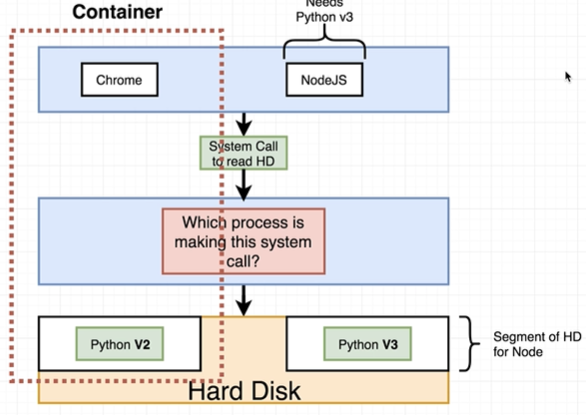 Container
Needs
Python v3
Chrome
NodeJS
System Call
to read HD
Which process is
making this system
call?
Python V2
Python V3
Segment of HD
for Node
Hard Disk